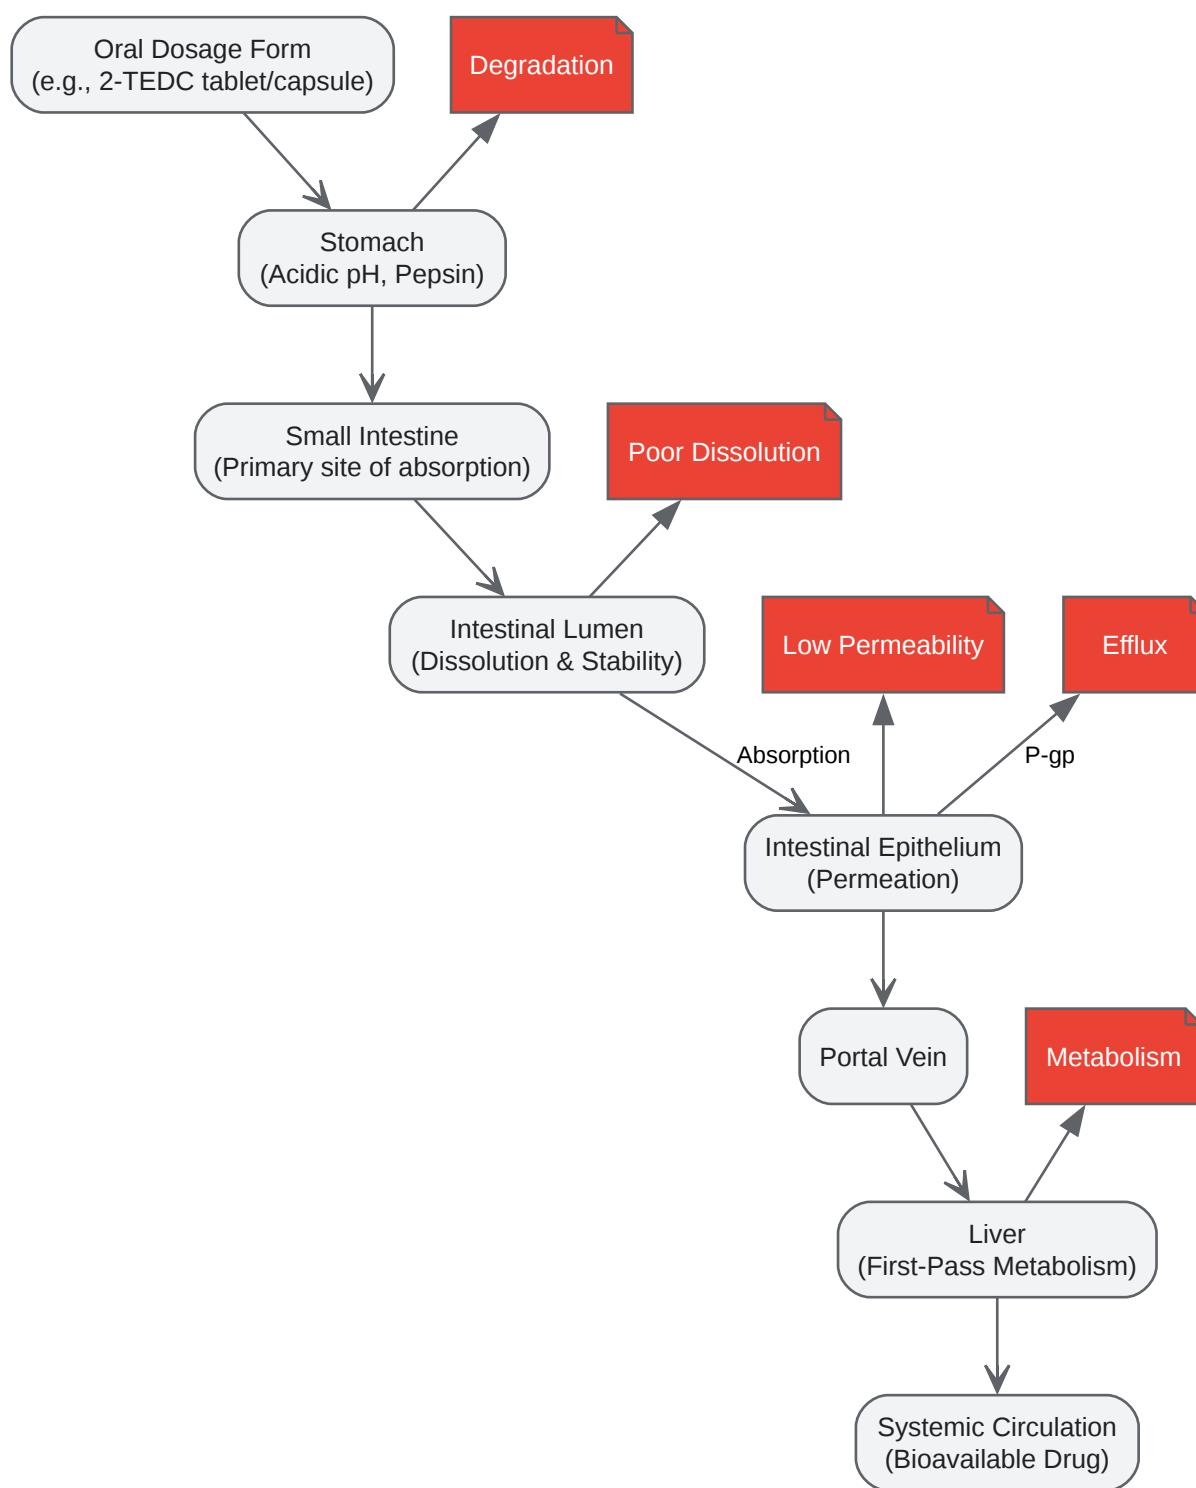 Oral Dosage Form
(e.g., 2-TEDC tablet/capsule)
Degradation
Stomach
(Acidic pH, Pepsin)
Small Intestine
(Primary site of absorption)
Poor Dissolution
Intestinal Lumen
(Dissolution & Stability)
Low Permeability
Efflux
Absorption
P-gp
Intestinal Epithelium
(Permeation)
Portal Vein
Metabolism
Liver
(First-Pass Metabolism)
Systemic Circulation
(Bioavailable Drug)